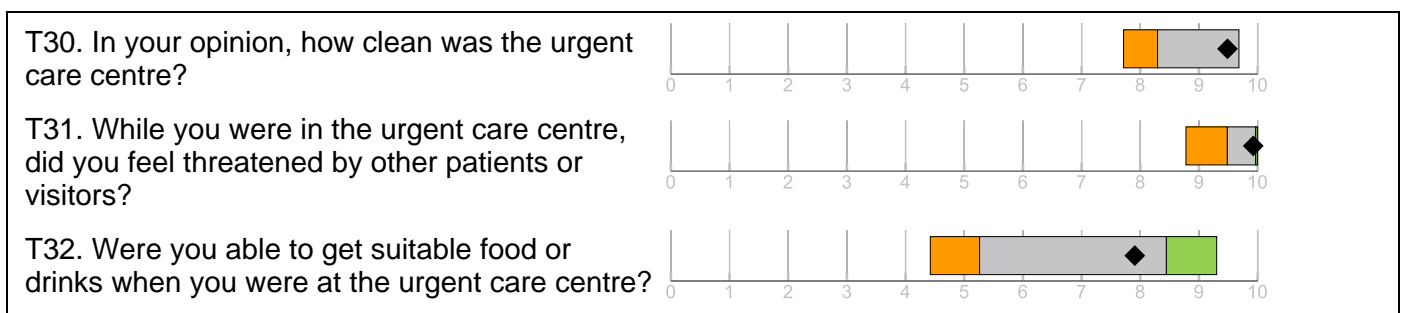 T30. In your opinion, how clean was the urgent
care centre?
0 1 2 3 4 5 6 7 8 9 10
T31. While you were in the urgent care centre,
did you feel threatened by other patients or
visitors?
0 1 2 3 4 5 6 7 8 9 10
T32. Were you able to get suitable food or
drinks when you were at the urgent care centre?
0 1 2 3 4 5 6 7 8 9 10